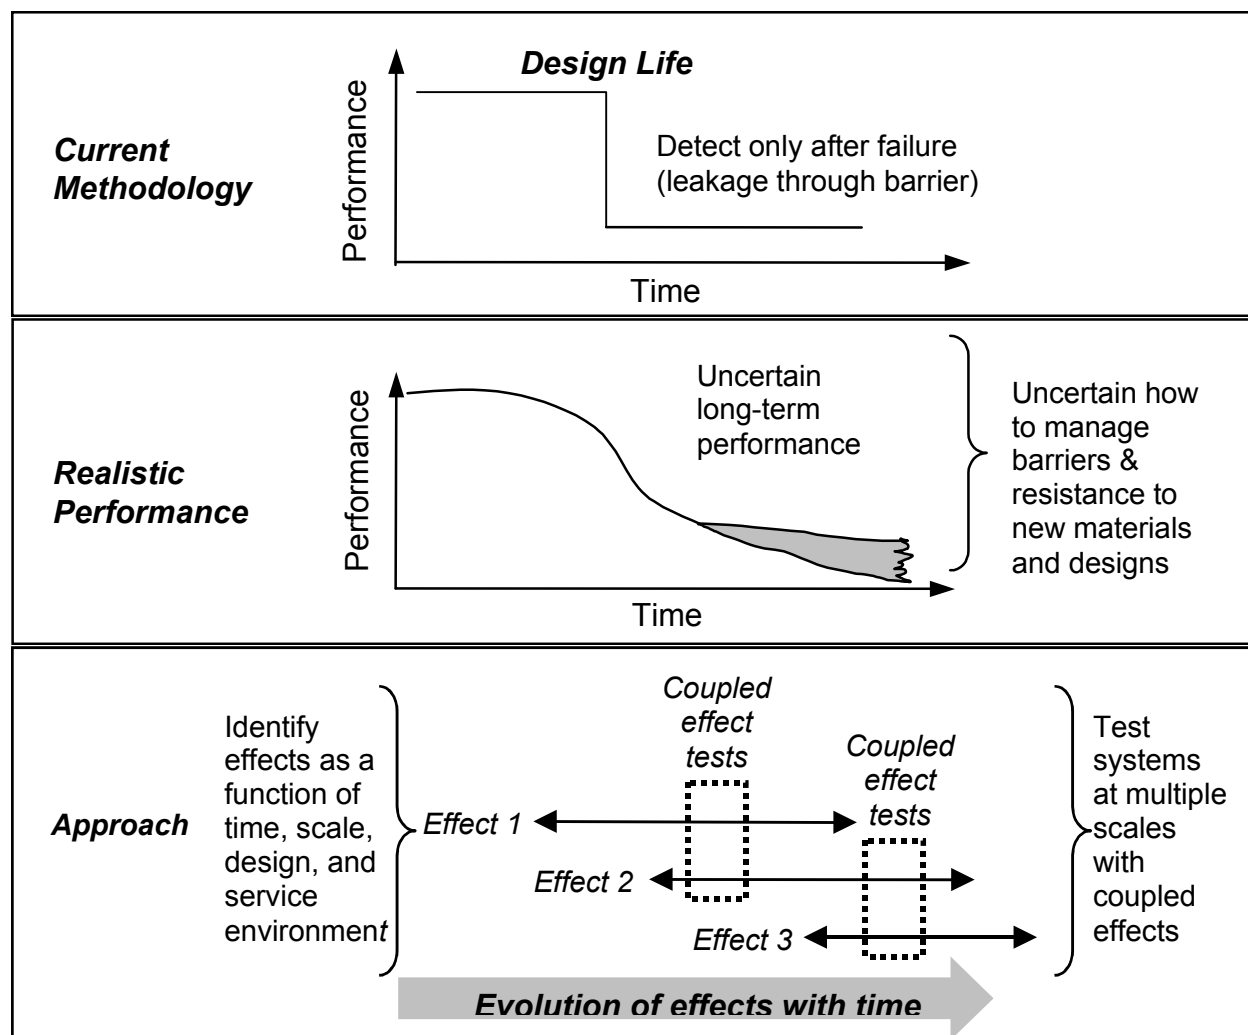 Current
Methodology
Performance
Design Life
Detect only after failure
(leakage through barrier)
Time
Realistic
Performance
Performance
Uncertain
long-term
performance
Time
Uncertain how
to manage
barriers &
resistance to
new materials
and designs
Approach
Identify
effects as a
function of
time, scale,
design, and
service
environment
Coupled
effect
tests
Coupled
effect
tests
Effect 1
Effect 2
Effect 3
Test
systems
at multiple
scales
with
coupled
effects
Evolution of effects with time